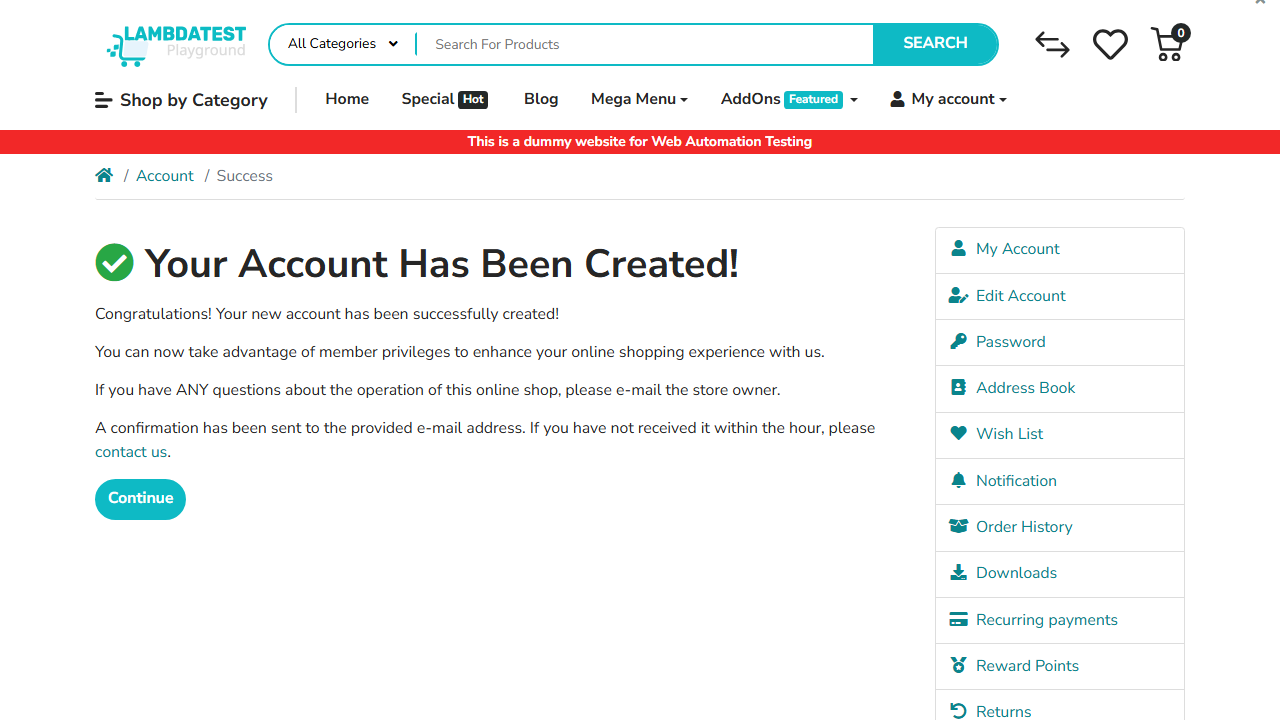 LAMBDATEST
Playground
All Categories
Search For Products
SEARCH
0
Shop by Category
Home
Special Hot
Blog
Mega Menu
AddOns Featured
My account
This is a dummy website for Web Automation Testing
/ Account / Success
Your Account Has Been Created!
Congratulations! Your new account has been successfully created!
You can now take advantage of member privileges to enhance your online shopping experience with us.
If you have ANY questions about the operation of this online shop, please e-mail the store owner.
A confirmation has been sent to the provided e-mail address. If you have not received it within the hour, please
contact us.
Continue
My Account
Edit Account
Password
Address Book
Wish List
Notification
Order History
Downloads
Recurring payments
Reward Points
Returns